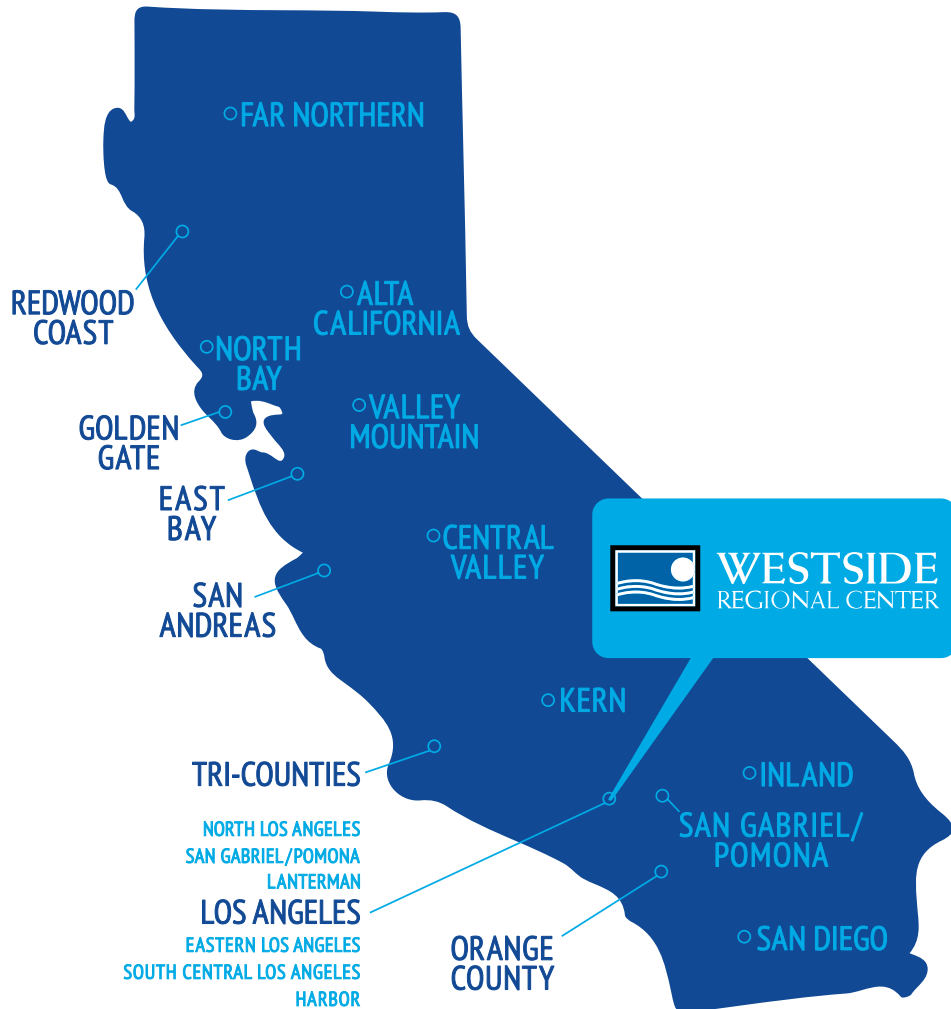 FAR NORTHERN
REDWOOD
COAST
ALTA
CALIFORNIA
NORTH
BAY
VALLEY
MOUNTAIN
GOLDEN
GATE
EAST
BAY
CENTRAL
VALLEY
WESTSIDE
REGIONAL CENTER
SAN
ANDREAS
KERN
TRI-COUNTIES
INLAND
SAN GABRIEL/
POMONA
NORTH LOS ANGELES
SAN GABRIEL/POMONA
LANTERMAN
LOS ANGELES
EASTERN LOS ANGELES
SOUTH CENTRAL LOS ANGELES
HARBOR
ORANGE
COUNTY
SAN DIEGO